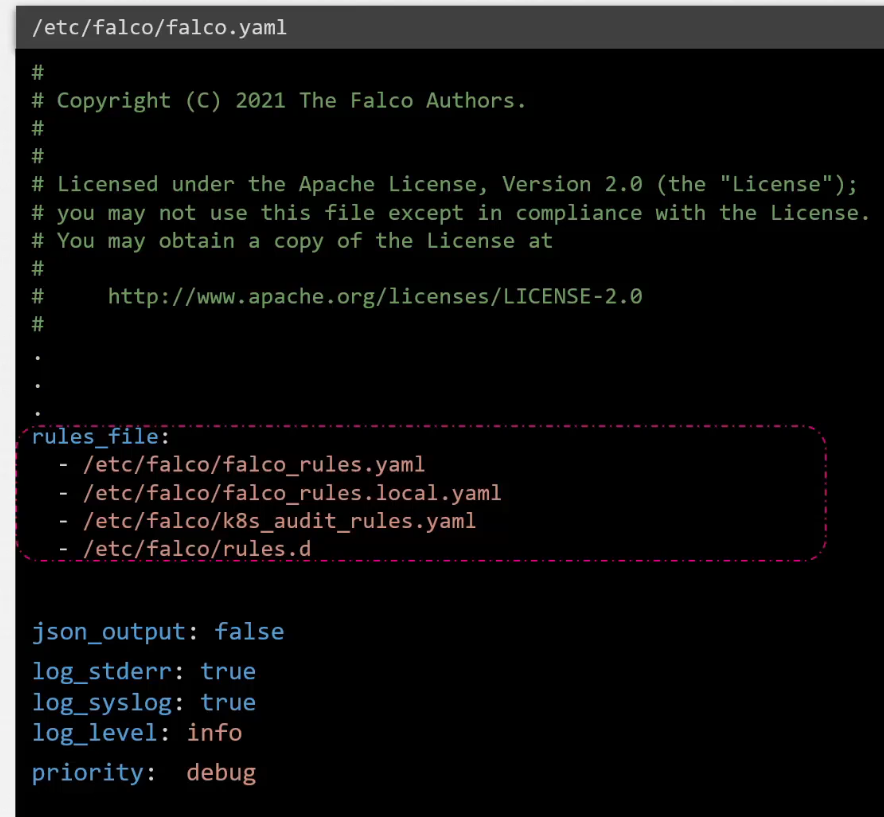 /etc/falco/falco.yaml
#
# Copyright (C) 2021 The Falco Authors.
#
#
# Licensed under the Apache License, Version 2.0 (the "License");
# you may not use this file except in compliance with the License.
# You may obtain a copy of the License at
#
#     http://www.apache.org/licenses/LICENSE-2.0
#
.
.
.
rules_file:
  - /etc/falco/falco_rules.yaml
  - /etc/falco/falco_rules.local.yaml
  - /etc/falco/k8s_audit_rules.yaml
  - /etc/falco/rules.d
json_output: false
log_stderr: true
log_syslog: true
log_level: info
priority:  debug